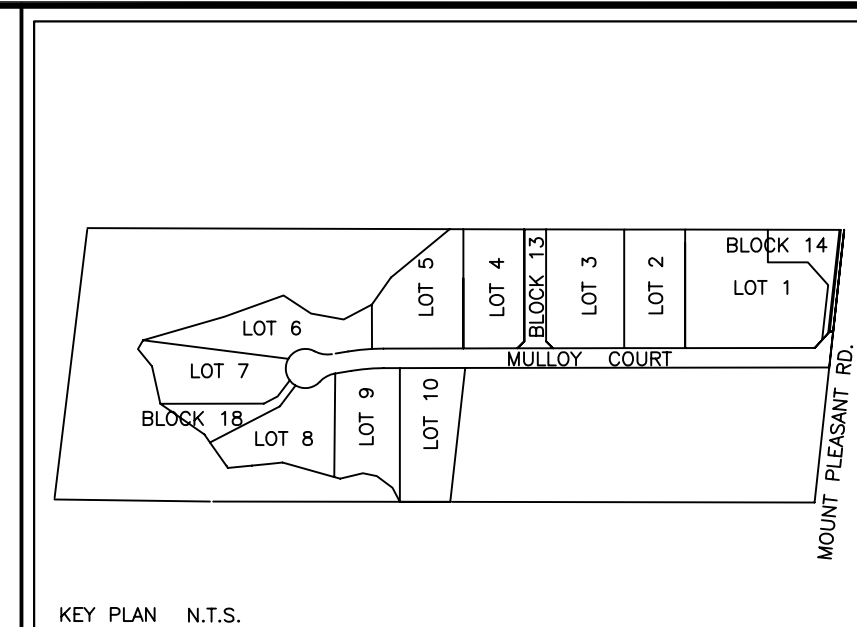 BLOCK 14
LOT 1
LOT 2
LOT 3
BLOCK 13
LOT 4
LOT 5
LOT 6
MULLOY COURT
LOT 7
BLOCK 18
LOT 8
LOT 9
LOT 10
MOUNT PLEASANT RD.
KEY PLAN N.T.S.